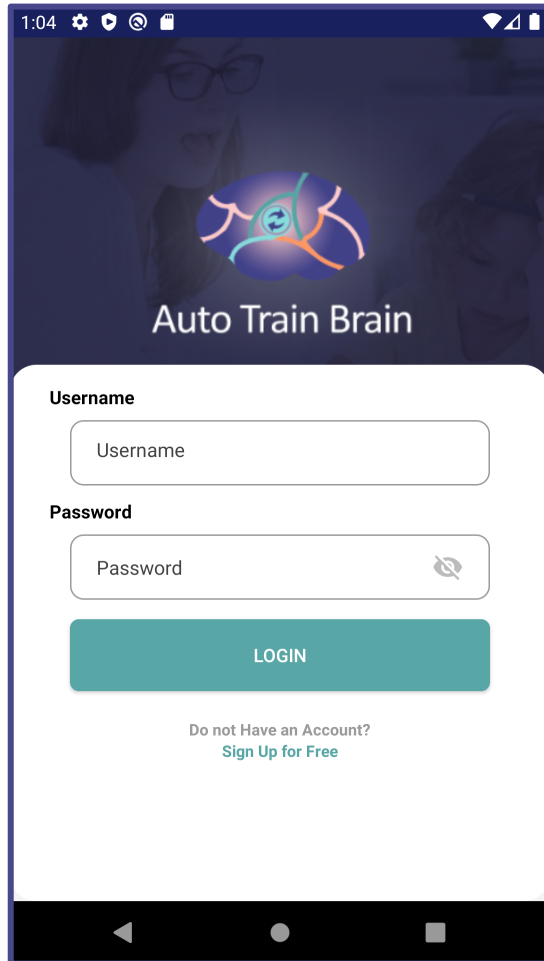 1:04
Auto Train Brain
Username
Username
Password
Password
LOGIN
Do not Have an Account?
Sign Up for Free